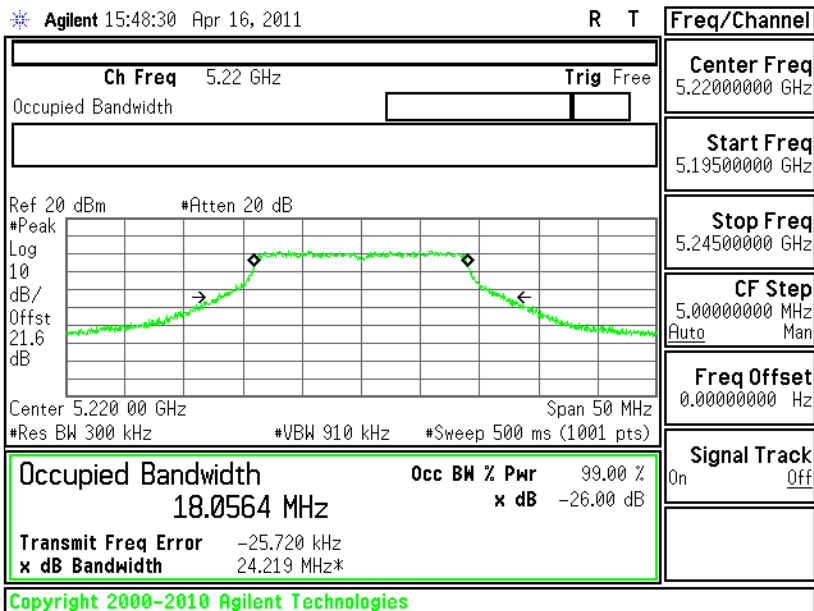 Agilent 15:48:30 Apr 16, 2011 R T
Freq/Channel
Ch Freq 5.22 GHz Trig Free
Occupied Bandwidth
Center Freq
5.22000000 GHz
Start Freq
5.19500000 GHz
Stop Freq
5.24500000 GHz
CF Step
5.00000000 MHz
Auto Man
Freq Offset
0.00000000 Hz
Signal Track
On Off
Ref 20 dBm #Atten 20 dB
#Peak
Log
10
dB/
Offst
21.6
dB
Center 5.220 00 GHz Span 50 MHz
#Res BW 300 kHz #VBW 910 kHz #Sweep 500 ms (1001 pts)
Occupied Bandwidth Occ BW % Pwr 99.00 %
18.0564 MHz x dB -26.00 dB
Transmit Freq Error -25.720 kHz
x dB Bandwidth 24.219 MHz*
Copyright 2000-2010 Agilent Technologies